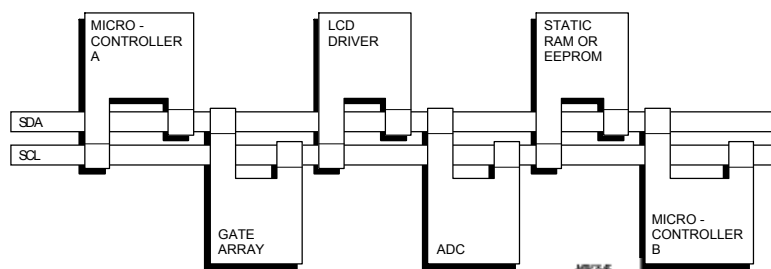 MICRO -
CONTROLLER
A
LCD
DRIVER
STATIC
RAM OR
EEPROM
SDA
SCL
GATE
ARRAY
ADC
MICRO -
CONTROLLER
B